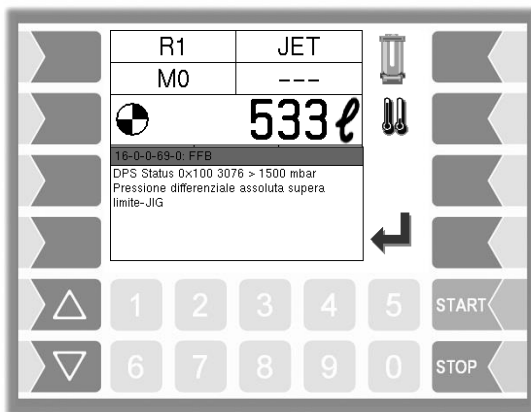 R1 JET
M0 ---
533 ℓ
16-0-0-69-0: FFB
DPS Status 0x100 3076 > 1500 mbar
Pressione differenziale assoluta supera
limite-JIG
1 2 3 4 5 START
6 7 8 9 0 STOP